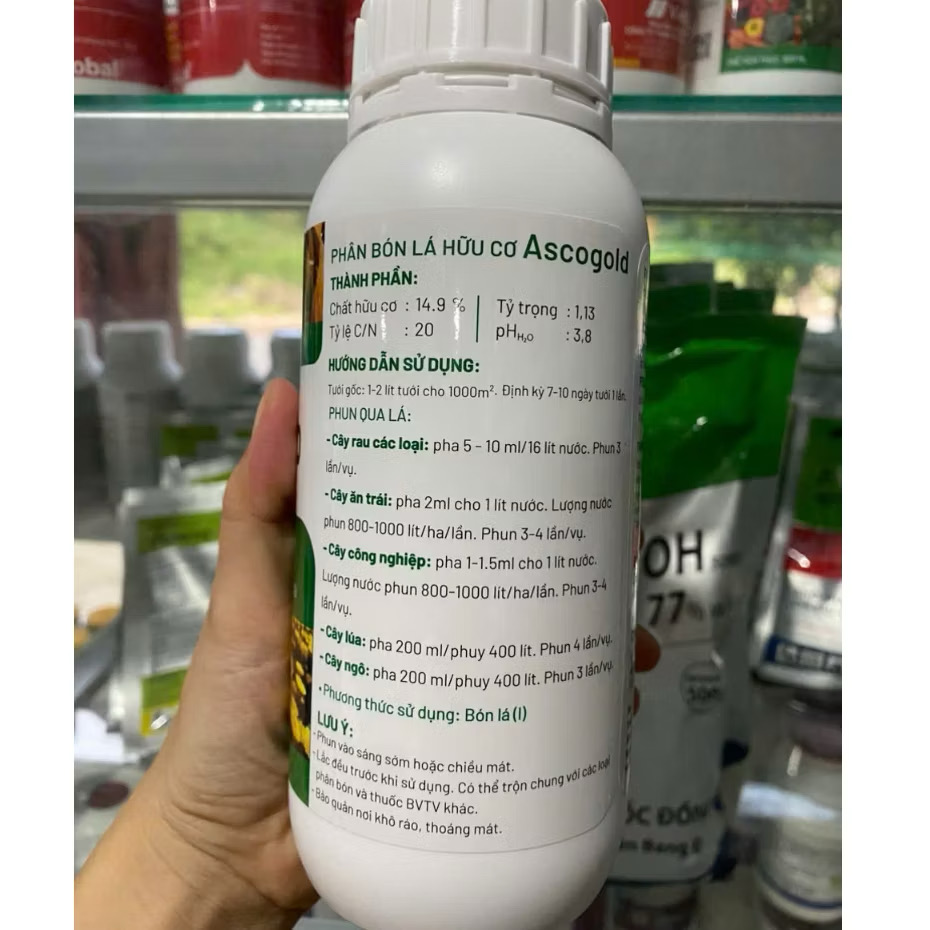 obal
PHÂN BÓN LÁ HỮU CƠ Ascogold
THÀNH PHẦN:
Chất hữu cơ : 14.9 % Tỷ trọng : 1,13
Tỷ lệ C/N : 20 pHH₂O : 3,8
HƯỚNG DẪN SỬ DỤNG:
Tưới gốc: 1-2 lít tưới cho 1000m². Định kỳ 7-10 ngày tưới 1 lần.
PHUN QUA LÁ:
- Cây rau các loại: pha 5 - 10 ml/16 lít nước. Phun 3
lần/vụ.
- Cây ăn trái: pha 2ml cho 1 lít nước. Lượng nước
phun 800-1000 lít/ha/lần. Phun 3-4 lần/vụ.
- Cây công nghiệp: pha 1-1.5ml cho 1 lít nước.
Lượng nước phun 800-1000 lít/ha/lần. Phun 3-4
lần/vụ.
- Cây lúa: pha 200 ml/phuy 400 lít. Phun 4 lần/vụ.
- Cây ngô: pha 200 ml/phuy 400 lít. Phun 3 lần/vụ.
• Phương thức sử dụng: Bón lá (l)
LƯU Ý:
- Phun vào sáng sớm hoặc chiều mát.
- Lắc đều trước khi sử dụng. Có thể trộn chung với các loại
phân bón và thuốc BVTV khác.
- Bảo quản nơi khô ráo, thoáng mát.
OH
77
ỐC ĐỒN